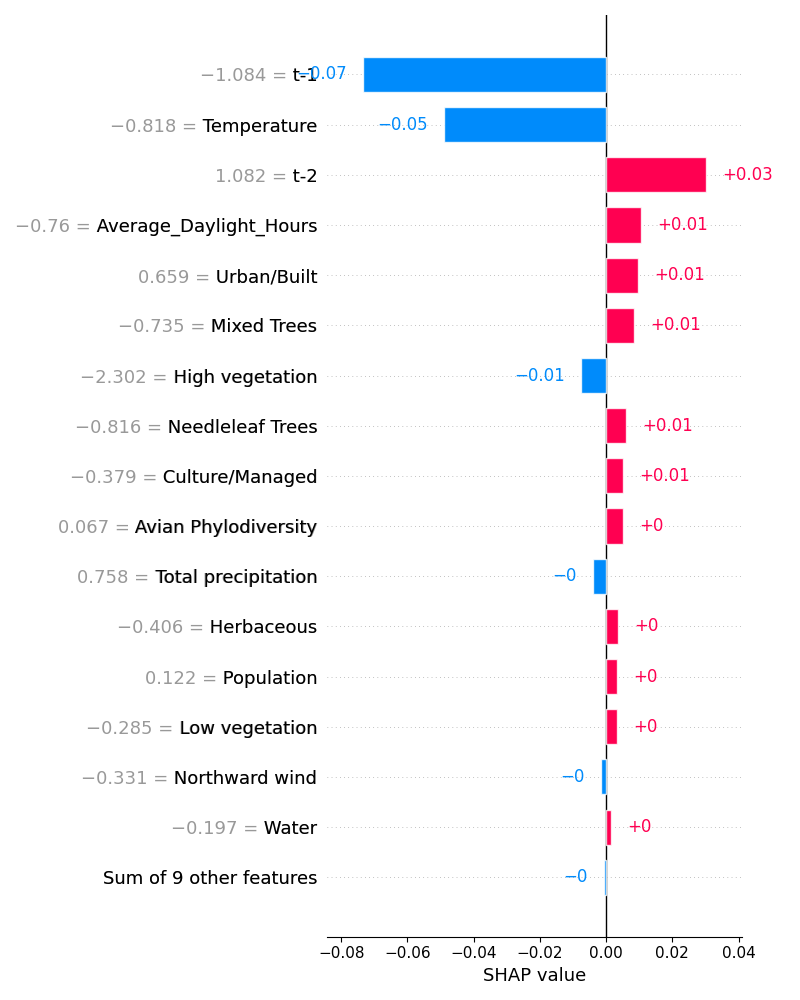 −1.084 = t-1 −0.07
−0.818 = Temperature −0.05
1.082 = t-2 +0.03
−0.76 = Average_Daylight_Hours +0.01
0.659 = Urban/Built +0.01
−0.735 = Mixed Trees +0.01
−2.302 = High vegetation −0.01
−0.816 = Needleleaf Trees +0.01
−0.379 = Culture/Managed +0.01
0.067 = Avian Phylodiversity +0
0.758 = Total precipitation −0
−0.406 = Herbaceous +0
0.122 = Population +0
−0.285 = Low vegetation +0
−0.331 = Northward wind −0
−0.197 = Water +0
Sum of 9 other features −0
−0.08 −0.06 −0.04 −0.02 0.00 0.02 0.04
SHAP value